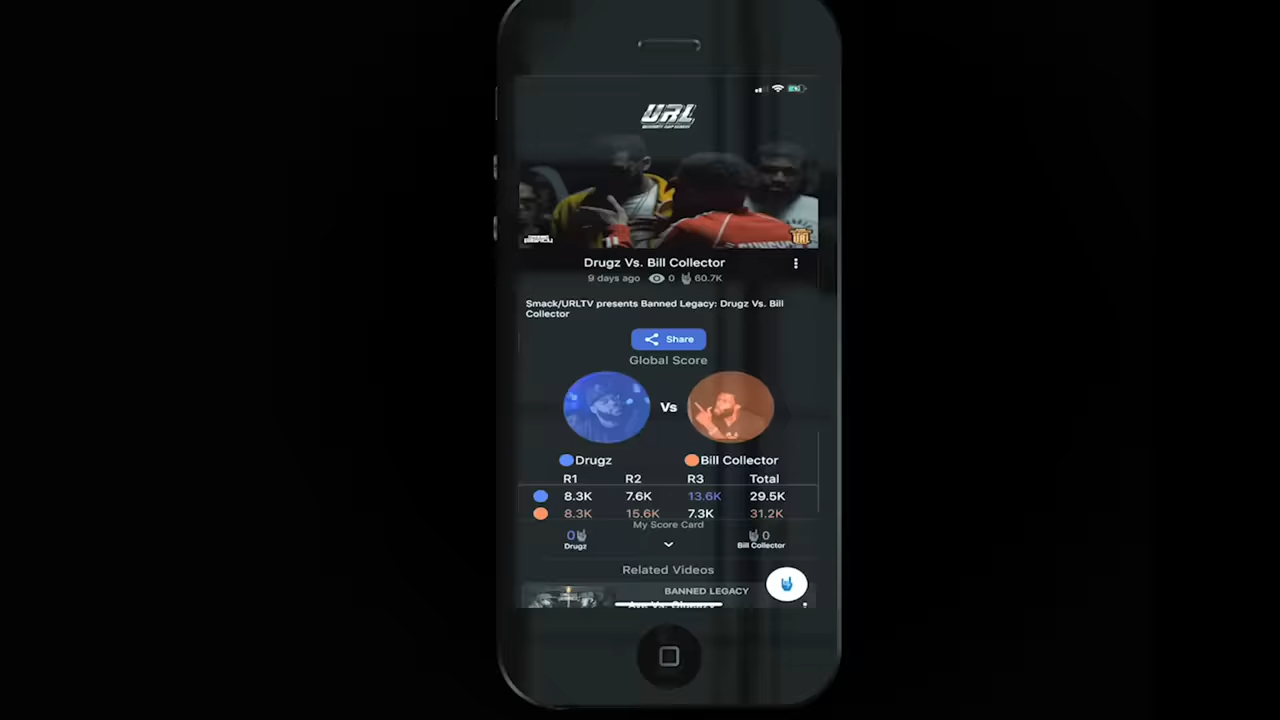 URL
Drugz Vs. Bill Collector
9 days ago 0 60.7K
Smack/URLTV presents Banned Legacy: Drugz Vs. Bill
Collector
Share
Global Score
Vs
Drugz Bill Collector
R1 R2 R3 Total
8.3K 7.6K 13.6K 29.5K
8.3K 15.6K 7.3K 31.2K
My Score Card
0 0
Drugz Bill Collector
Related Videos
BANNED LEGACY